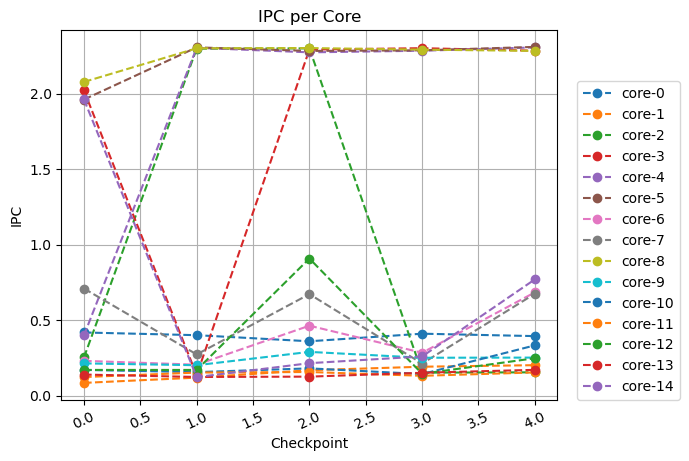 IPC per Core
IPC
2.0
1.5
1.0
0.5
0.0
0.0
0.5
1.0
1.5
2.0
2.5
3.0
3.5
4.0
Checkpoint
core-0
core-1
core-2
core-3
core-4
core-5
core-6
core-7
core-8
core-9
core-10
core-11
core-12
core-13
core-14